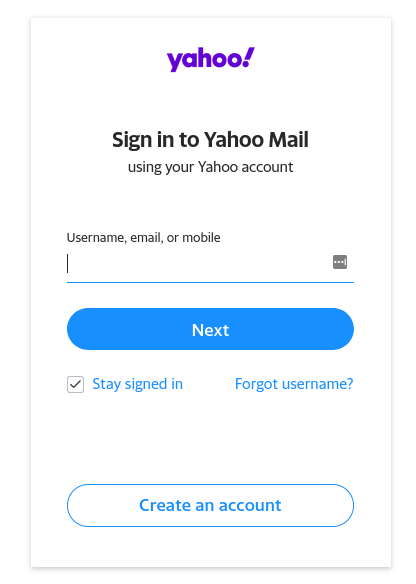 yahoo!
Sign in to Yahoo Mail
using your Yahoo account
Username, email, or mobile
Next
Stay signed in Forgot username?
Create an account